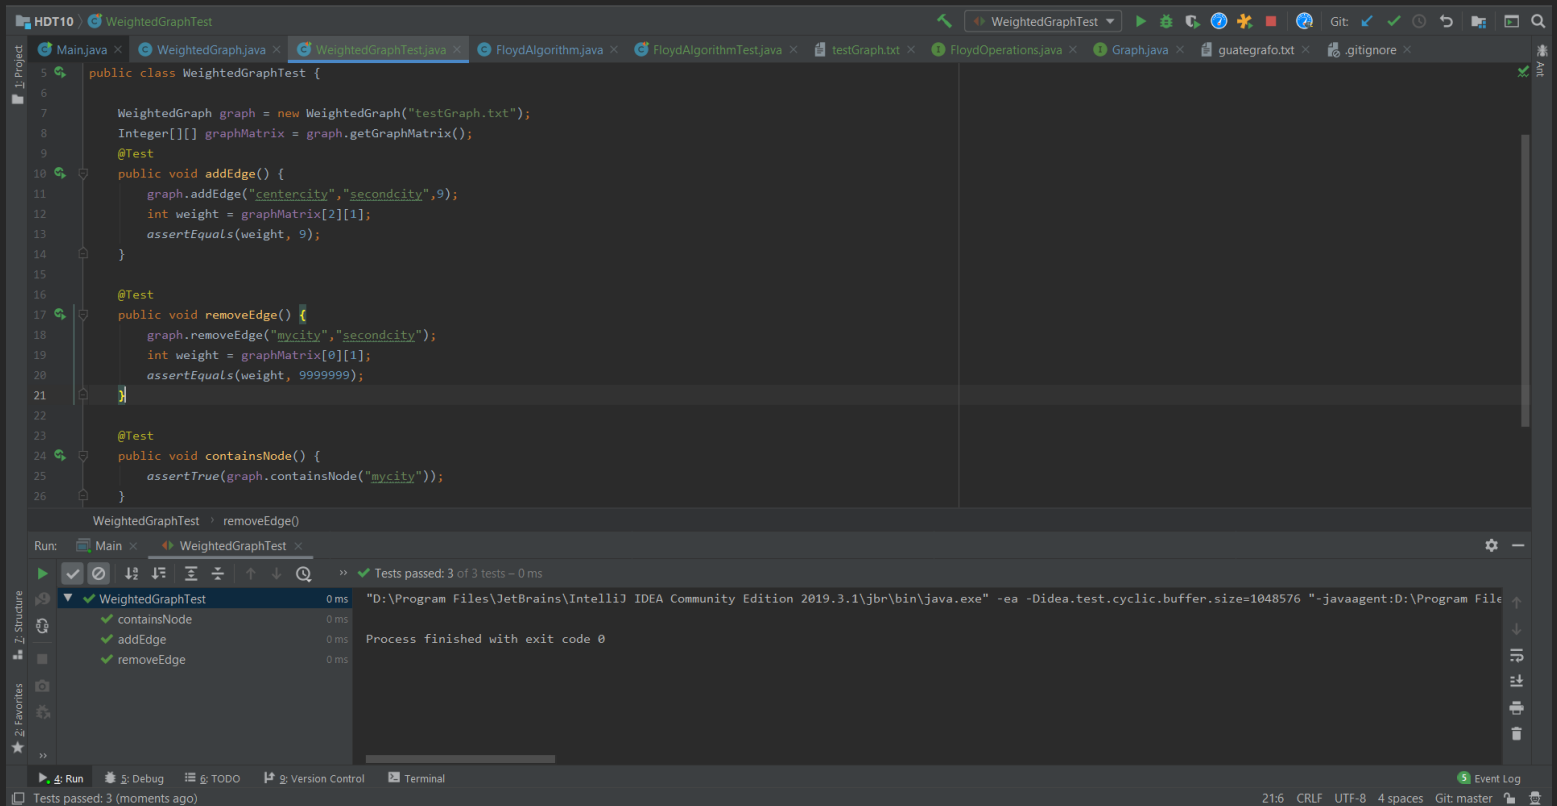 HDT10 WeightedGraphTest WeightedGraphTest Git:
Main.java WeightedGraph.java WeightedGraphTest.java FloydAlgorithm.java FloydAlgorithmTest.java testGraph.txt FloydOperations.java Graph.java guategrafo.txt .gitignore
1: Project
Ant
5 public class WeightedGraphTest {
6
7 WeightedGraph graph = new WeightedGraph("testGraph.txt");
8 Integer[][] graphMatrix = graph.getGraphMatrix();
9 @Test
10 public void addEdge() {
11 graph.addEdge("centercity","secondcity",9);
12 int weight = graphMatrix[2][1];
13 assertEquals(weight, 9);
14 }
15
16 @Test
17 public void removeEdge() {
18 graph.removeEdge("mycity","secondcity");
19 int weight = graphMatrix[0][1];
20 assertEquals(weight, 9999999);
21 }
22
23 @Test
24 public void containsNode() {
25 assertTrue(graph.containsNode("mycity"));
26 }
WeightedGraphTest › removeEdge()
Run: Main WeightedGraphTest
» Tests passed: 3 of 3 tests – 0 ms
WeightedGraphTest 0 ms
containsNode 0 ms
addEdge 0 ms
removeEdge 0 ms
"D:\Program Files\JetBrains\IntelliJ IDEA Community Edition 2019.3.1\jbr\bin\java.exe" -ea -Didea.test.cyclic.buffer.size=1048576 "-javaagent:D:\Program File
Process finished with exit code 0
7: Structure
2: Favorites
»
4: Run 5: Debug 6: TODO 9: Version Control Terminal 5 Event Log
Tests passed: 3 (moments ago) 21:6 CRLF UTF-8 4 spaces Git: master